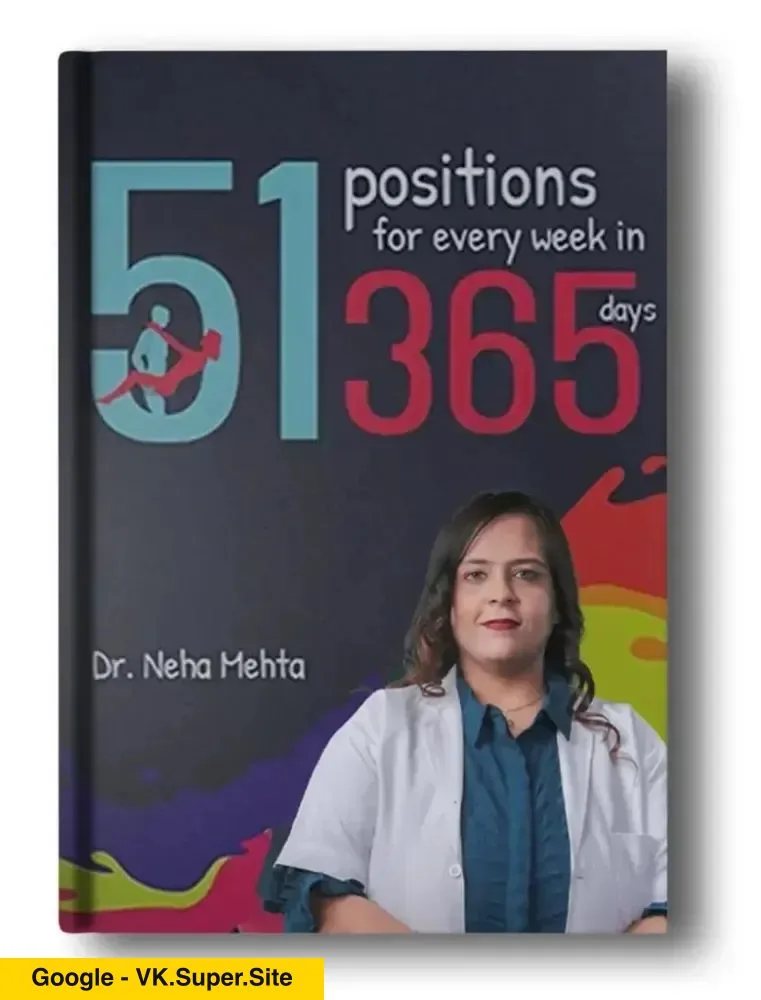 51 positions
for every week in
365 days
Dr. Neha Mehta
Google - VK.Super.Site